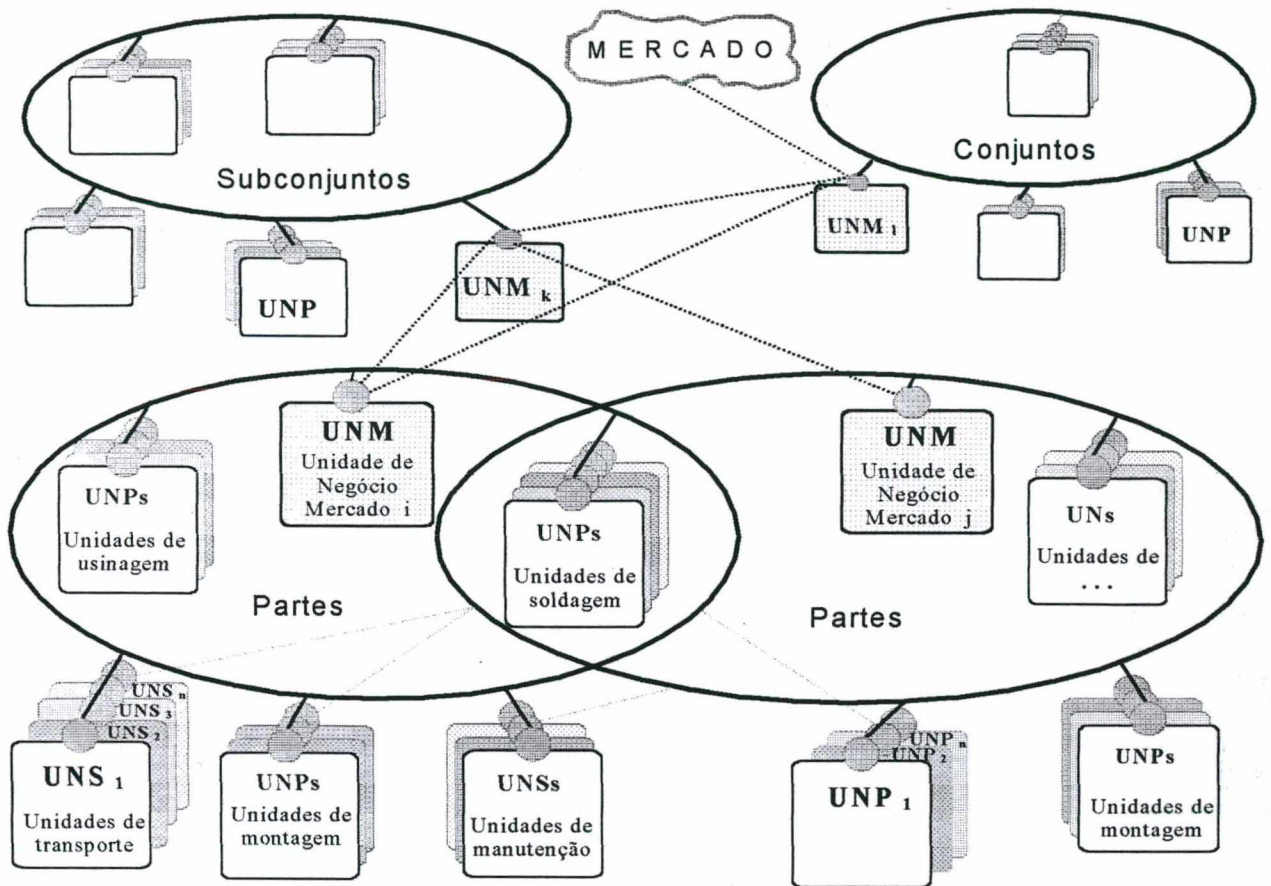 MERCADO
Subconjuntos
Conjuntos
UNP
UNM k
UNM 1
UNP
UNPs
Unidades de
usinagem
UNM
Unidade de
Negócio
Mercado i
UNPs
Unidades de
soldagem
UNM
Unidade de
Negócio
Mercado j
UNs
Unidades de
...
Partes
Partes
UNS n
UNS 3
UNS 2
UNS 1
Unidades de
transporte
UNPs
Unidades de
montagem
UNSs
Unidades de
manutenção
UNP n
UNP 2
UNP 1
UNPs
Unidades de
montagem